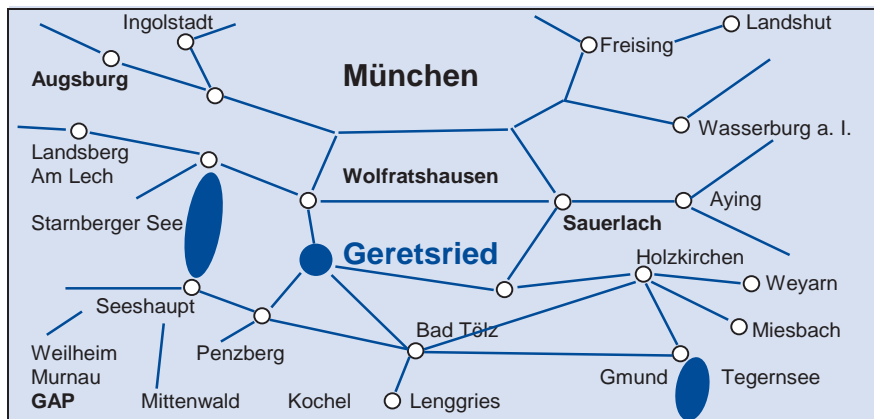 Ingolstadt
Landshut
Freising
Augsburg
München
Wasserburg a. I.
Landsberg
Am Lech
Wolfratshausen
Aying
Starnberger See
Sauerlach
Geretsried
Holzkirchen
Weyarn
Seeshaupt
Bad Tölz
Miesbach
Weilheim
Murnau
GAP
Penzberg
Gmund
Tegernsee
Mittenwald
Kochel
Lenggries